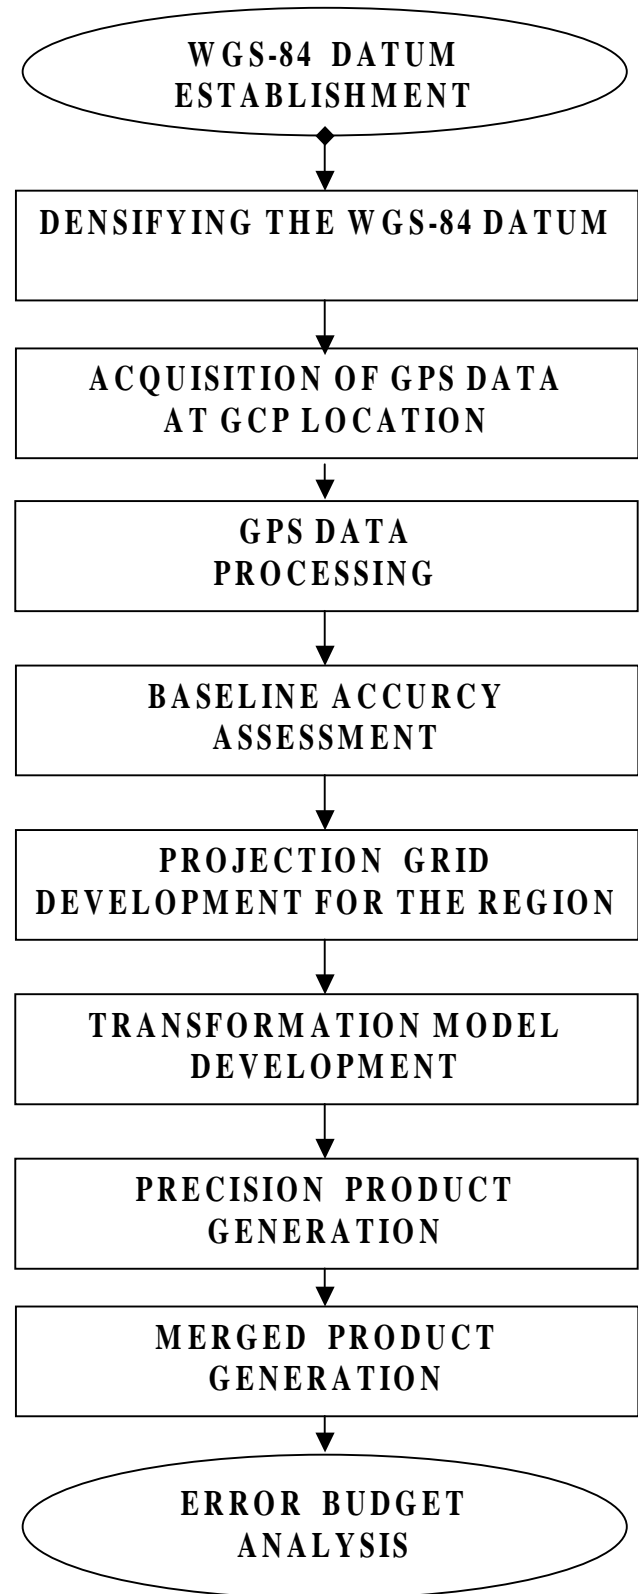 WGS-84 DATUM
ESTABLISHMENT
DENSIFYING THE WGS-84 DATUM
ACQUISITION OF GPS DATA
AT GCP LOCATION
GPS DATA
PROCESSING
BASELINE ACCURCY
ASSESSMENT
PROJECTION GRID
DEVELOPMENT FOR THE REGION
TRANSFORMATION MODEL
DEVELOPMENT
PRECISION PRODUCT
GENERATION
MERGED PRODUCT
GENERATION
ERROR BUDGET
ANALYSIS